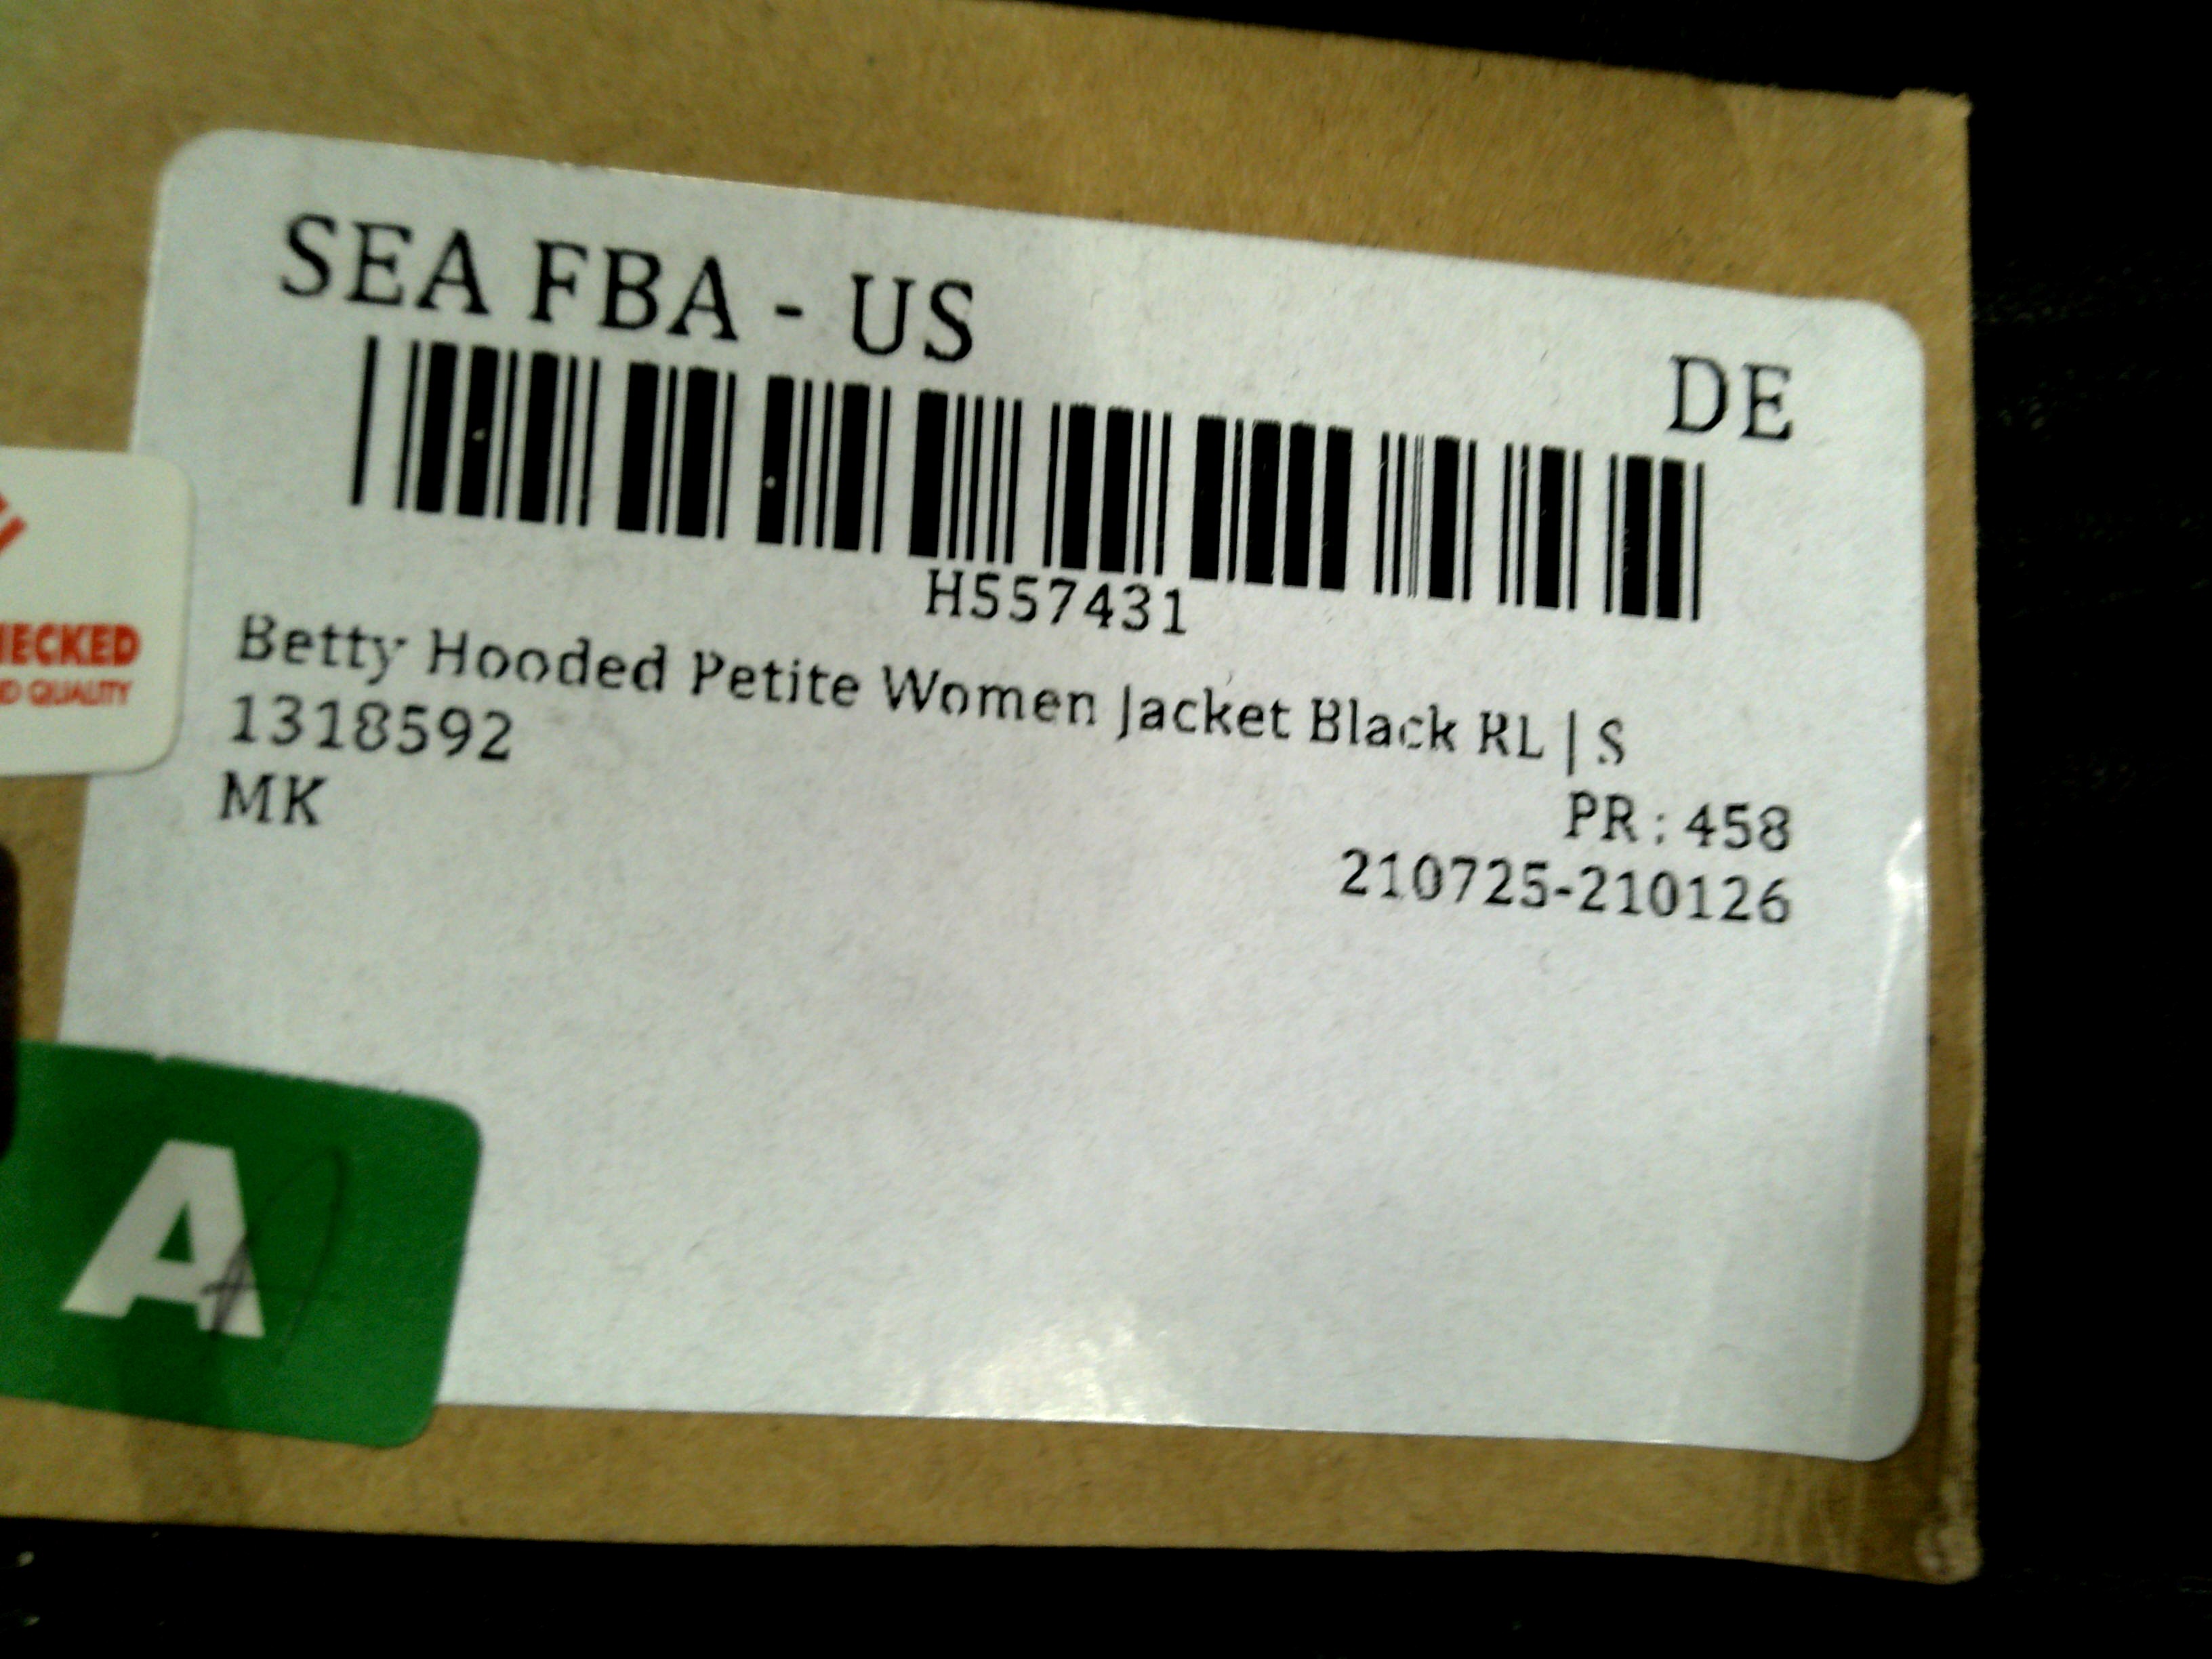 SEA FBA - US
DE
H557431
Betty Hooded Petite Women Jacket Black RL | S
1318592
PR : 458
MK
210725-210126
QUALITY
A